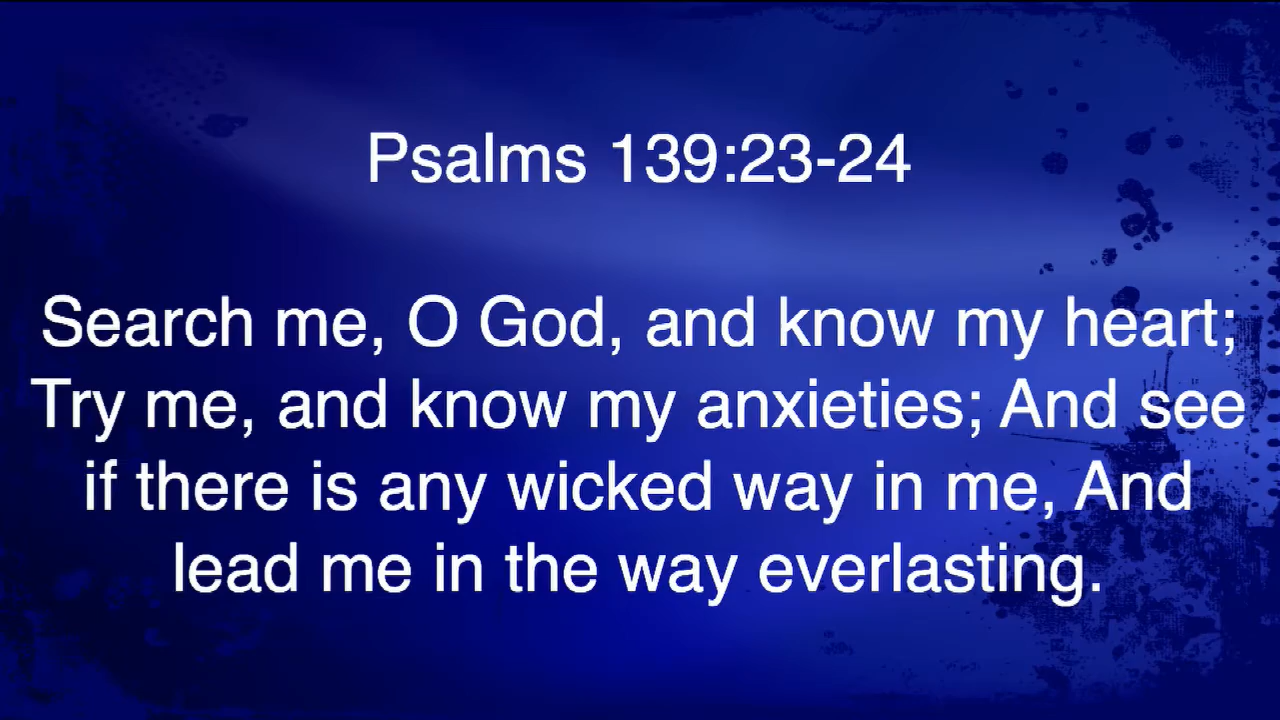 Psalms 139:23-24
Search me, O God, and know my heart;
Try me, and know my anxieties; And see
if there is any wicked way in me, And
lead me in the way everlasting.